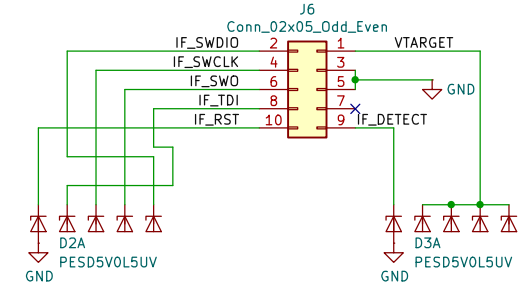 J6
Conn_02x05_Odd_Even
IF_SWDIO 2 1 VTARGET
IF_SWCLK 4 3
IF_SWO 6 5 GND
IF_TDI 8 7
IF_RST 10 9 IF_DETECT
D2A D3A
PESD5V0L5UV PESD5V0L5UV
GND GND